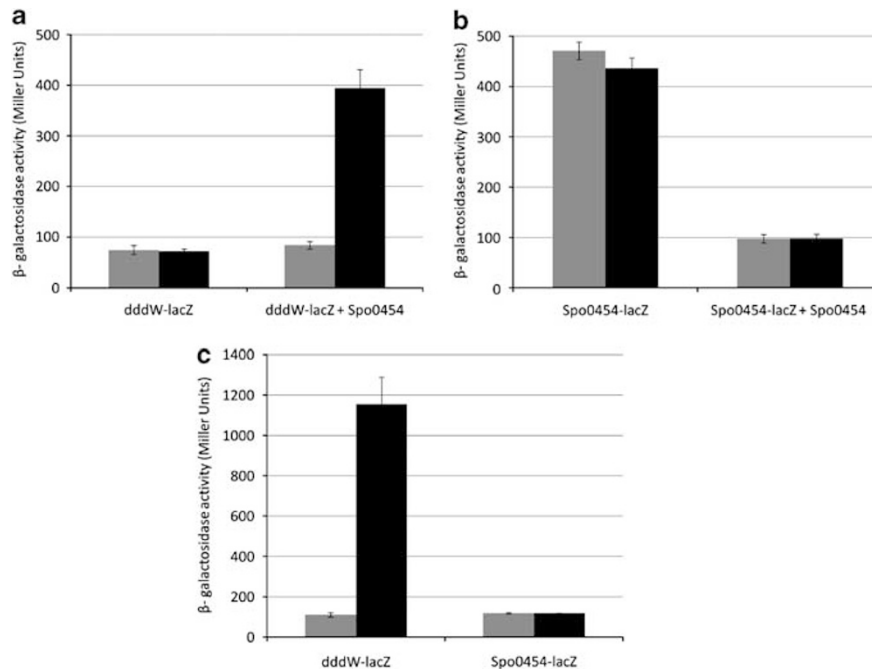 a
β- galactosidase activity (Miller Units)
500
400
300
200
100
0
dddW-lacZ
dddW-lacZ + Spo0454
b
β- galactosidase activity (Miller Units)
500
400
300
200
100
0
Spo0454-lacZ
Spo0454-lacZ + Spo0454
c
β- galactosidase activity (Miller Units)
1400
1200
1000
800
600
400
200
0
dddW-lacZ
Spo0454-lacZ